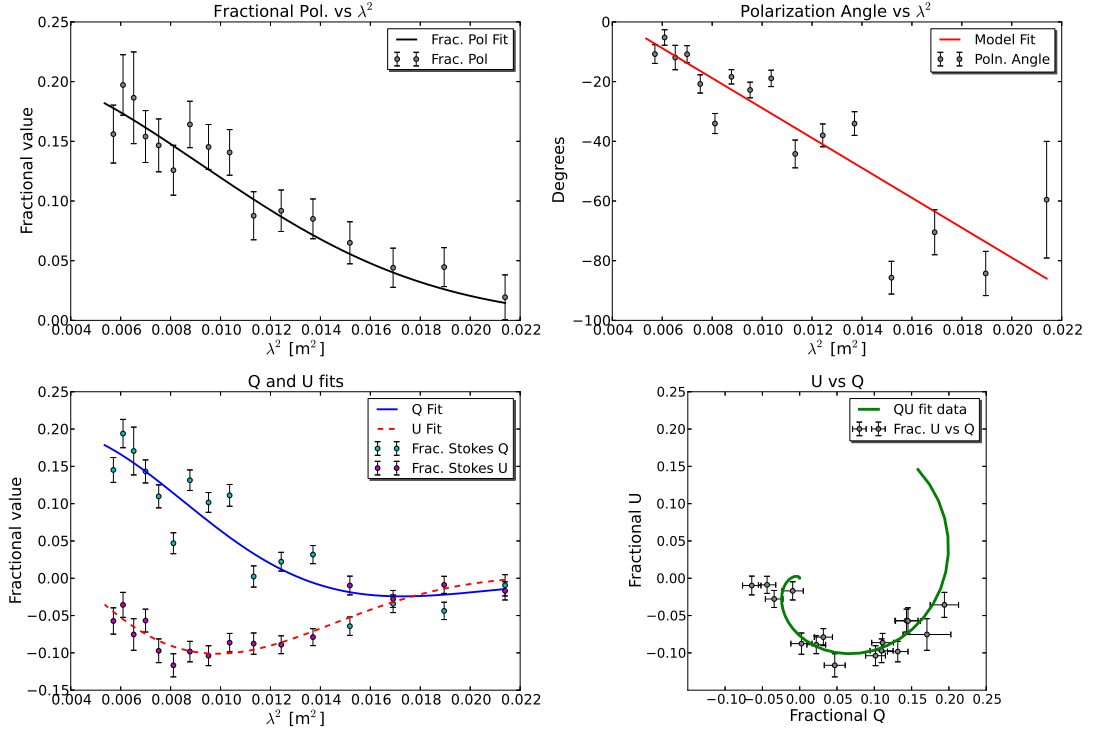 Fractional Pol. vs λ²
Fractional value
0.25
0.20
0.15
0.10
0.05
0.00
0.004 0.006 0.008 0.010 0.012 0.014 0.016 0.018 0.020 0.022
λ² [m²]
Frac. Pol Fit
Frac. Pol
Polarization Angle vs λ²
Degrees
0
−20
−40
−60
−80
−100
0.004 0.006 0.008 0.010 0.012 0.014 0.016 0.018 0.020 0.022
λ² [m²]
Model Fit
Poln. Angle
Q and U fits
Fractional value
0.25
0.20
0.15
0.10
0.05
0.00
−0.05
−0.10
−0.15
0.004 0.006 0.008 0.010 0.012 0.014 0.016 0.018 0.020 0.022
λ² [m²]
Q Fit
U Fit
Frac. Stokes Q
Frac. Stokes U
U vs Q
Fractional U
0.25
0.20
0.15
0.10
0.05
0.00
−0.05
−0.10
−0.10 −0.05 0.00 0.05 0.10 0.15 0.20 0.25
Fractional Q
QU fit data
Frac. U vs Q